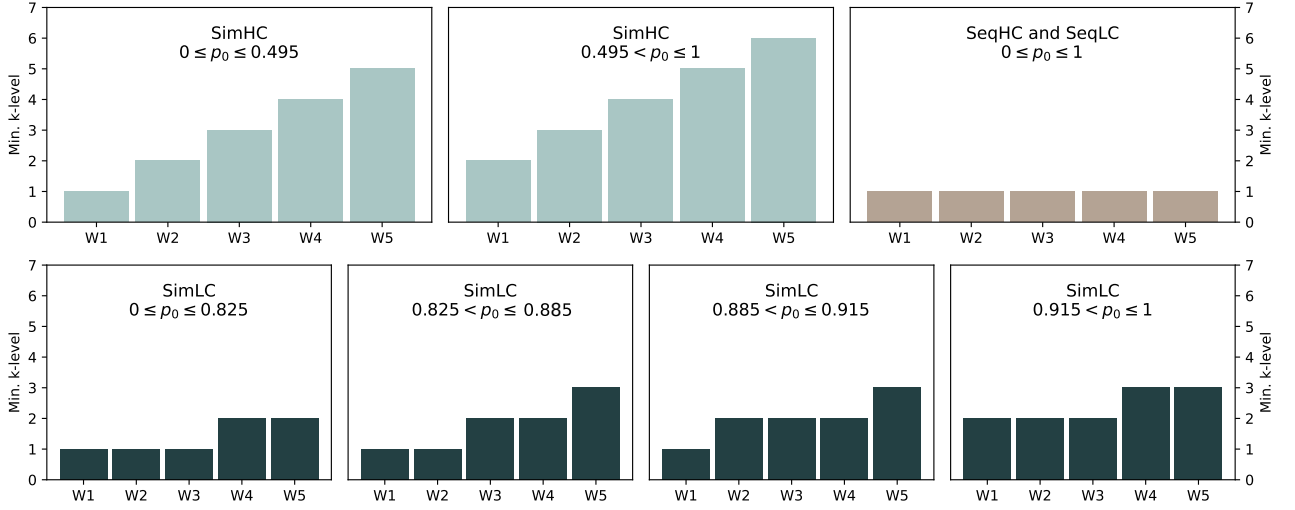 SimHC
0 ≤ p₀ ≤ 0.495
Min. k-level
7
6
5
4
3
2
1
0
W1 W2 W3 W4 W5
SimHC
0.495 < p₀ ≤ 1
W1 W2 W3 W4 W5
SeqHC and SeqLC
0 ≤ p₀ ≤ 1
W1 W2 W3 W4 W5
7
6
5
4
3
2
1
0
Min. k-level
SimLC
0 ≤ p₀ ≤ 0.825
Min. k-level
7
6
5
4
3
2
1
0
W1 W2 W3 W4 W5
SimLC
0.825 < p₀ ≤ 0.885
W1 W2 W3 W4 W5
SimLC
0.885 < p₀ ≤ 0.915
W1 W2 W3 W4 W5
SimLC
0.915 < p₀ ≤ 1
W1 W2 W3 W4 W5
7
6
5
4
3
2
1
0
Min. k-level